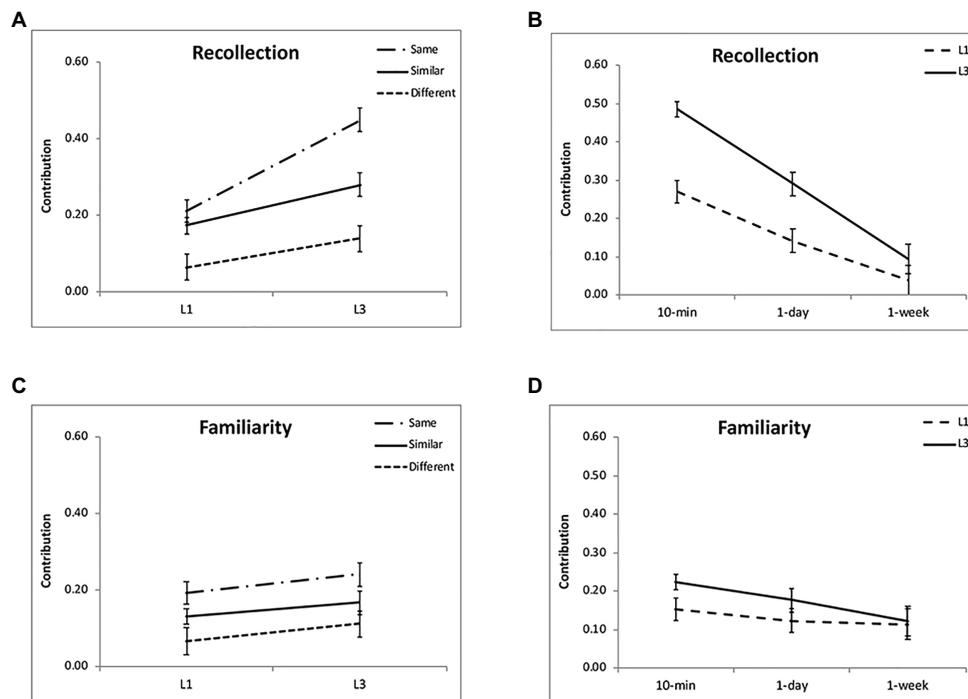 A
Recollection
Same
Similar
Different
0.60
0.40
0.20
0.00
Contribution
L1
L3
B
Recollection
L1
L3
0.60
0.50
0.40
0.30
0.20
0.10
0.00
Contribution
10-min
1-day
1-week
C
Familiarity
Same
Similar
Different
0.60
0.40
0.20
0.00
Contribution
L1
L3
D
Familiarity
L1
L3
0.60
0.50
0.40
0.30
0.20
0.10
0.00
Contribution
10-min
1-day
1-week